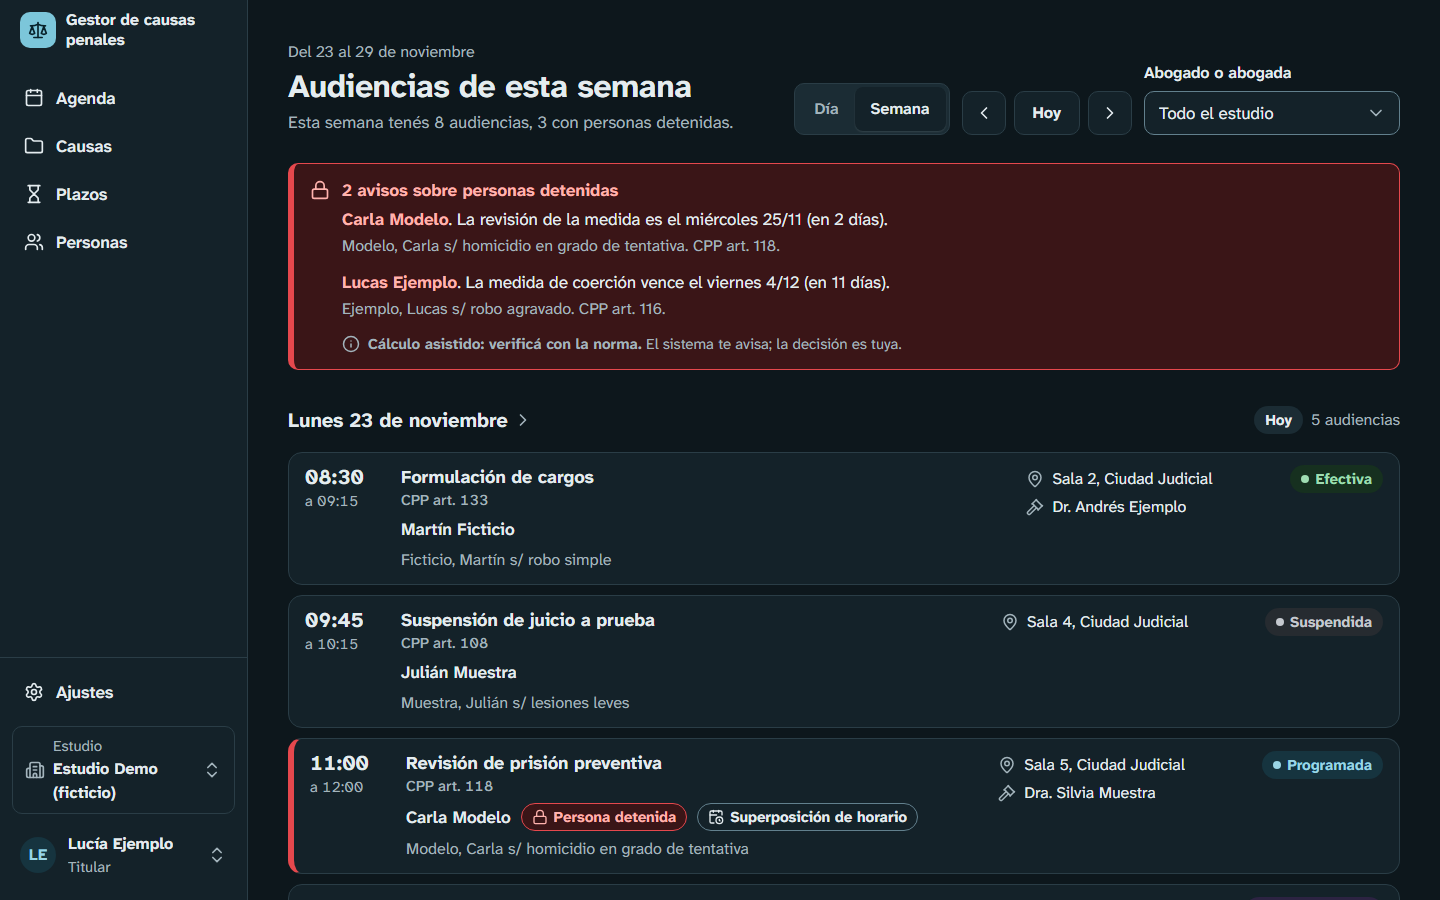 Gestor de causas
penales
Agenda
Causas
Plazos
Personas
Ajustes
Estudio
Estudio Demo
(ficticio)
LE
Lucía Ejemplo
Titular
Del 23 al 29 de noviembre
Audiencias de esta semana
Esta semana tenés 8 audiencias, 3 con personas detenidas.
Día
Semana
Hoy
Abogado o abogada
Todo el estudio
2 avisos sobre personas detenidas
Carla Modelo. La revisión de la medida es el miércoles 25/11 (en 2 días).
Modelo, Carla s/ homicidio en grado de tentativa. CPP art. 118.
Lucas Ejemplo. La medida de coerción vence el viernes 4/12 (en 11 días).
Ejemplo, Lucas s/ robo agravado. CPP art. 116.
Cálculo asistido: verificá con la norma. El sistema te avisa; la decisión es tuya.
Lunes 23 de noviembre
Hoy
5 audiencias
08:30
a 09:15
Formulación de cargos
CPP art. 133
Martín Ficticio
Ficticio, Martín s/ robo simple
Sala 2, Ciudad Judicial
Dr. Andrés Ejemplo
Efectiva
09:45
a 10:15
Suspensión de juicio a prueba
CPP art. 108
Julián Muestra
Muestra, Julián s/ lesiones leves
Sala 4, Ciudad Judicial
Suspendida
11:00
a 12:00
Revisión de prisión preventiva
CPP art. 118
Carla Modelo
Persona detenida
Superposición de horario
Modelo, Carla s/ homicidio en grado de tentativa
Sala 5, Ciudad Judicial
Dra. Silvia Muestra
Programada